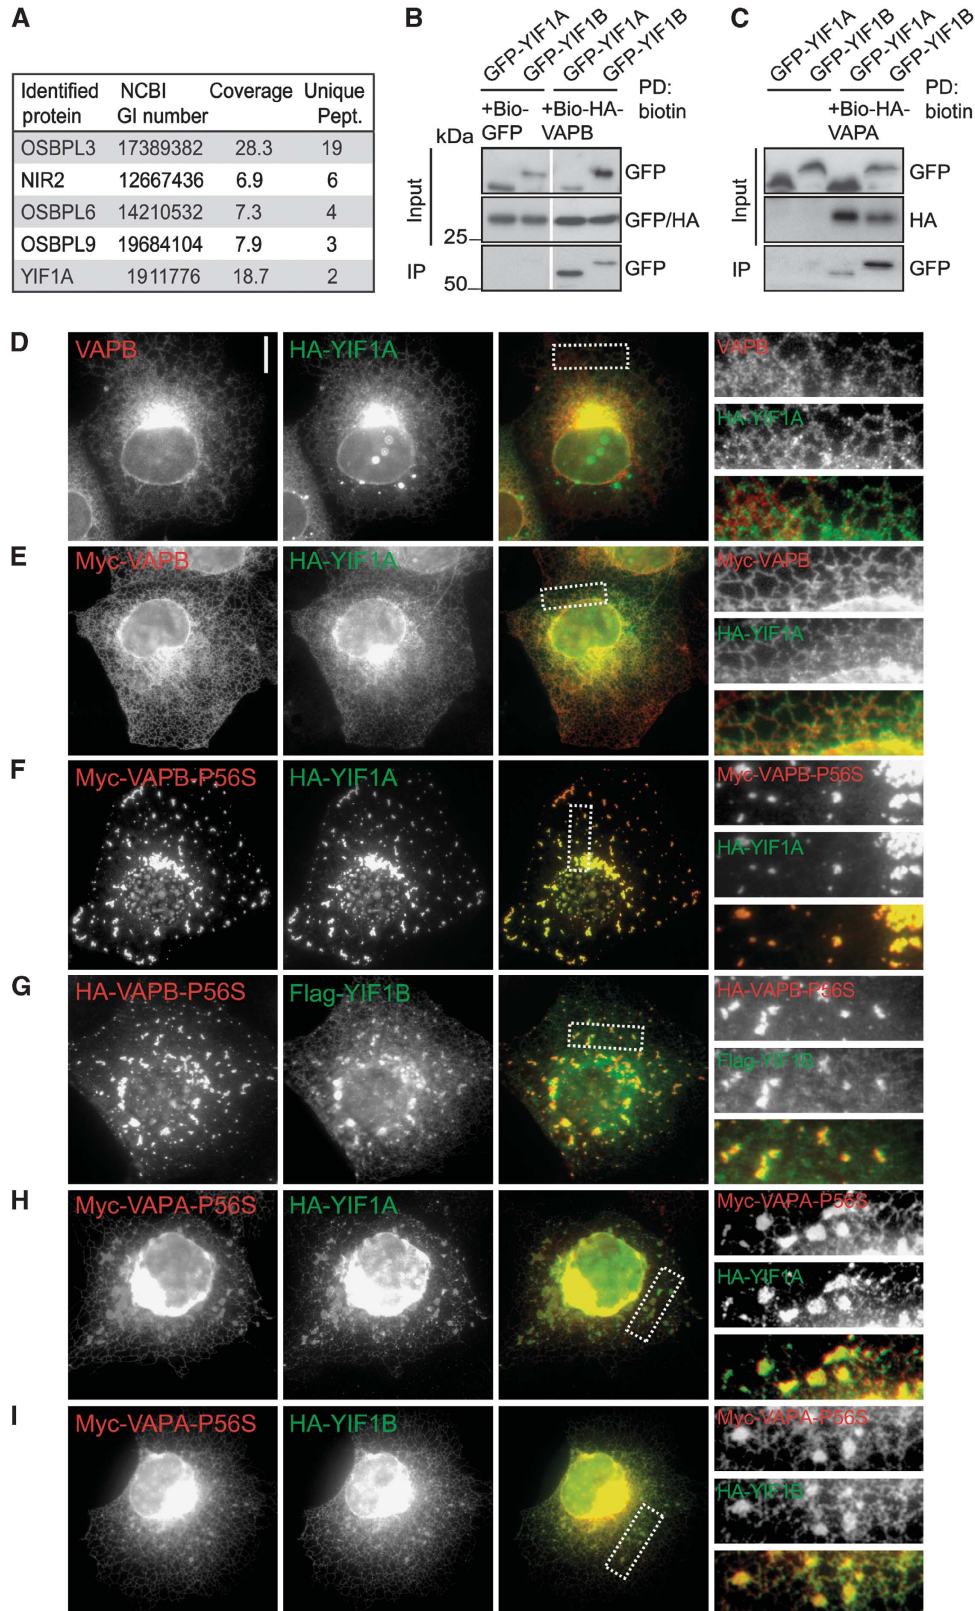 A
Identified protein NCBI GI number Coverage Unique Pept.
OSBPL3 17389382 28.3 19
NIR2 12667436 6.9 6
OSBPL6 14210532 7.3 4
OSBPL9 19684104 7.9 3
YIF1A 1911776 18.7 2
B
GFP-YIF1A
GFP-YIF1B
GFP-YIF1A
GFP-YIF1B
+Bio-GFP
+Bio-HA-VAPB
PD: biotin
kDa
Input
GFP
GFP/HA
25
IP
GFP
50
C
GFP-YIF1A
GFP-YIF1B
GFP-YIF1A
GFP-YIF1B
+Bio-HA-VAPA
PD: biotin
Input
GFP
HA
IP
GFP
D
VAPB
HA-YIF1A
VAPB
HA-YIF1A
E
Myc-VAPB
HA-YIF1A
Myc-VAPB
HA-YIF1A
F
Myc-VAPB-P56S
HA-YIF1A
Myc-VAPB-P56S
HA-YIF1A
G
HA-VAPB-P56S
Flag-YIF1B
HA-VAPB-P56S
Flag-YIF1B
H
Myc-VAPA-P56S
HA-YIF1A
Myc-VAPA-P56S
HA-YIF1A
I
Myc-VAPA-P56S
HA-YIF1B
Myc-VAPA-P56S
HA-YIF1B